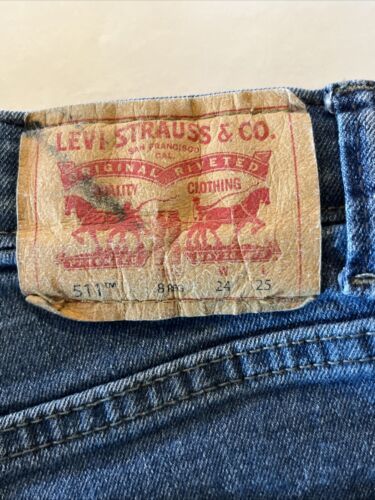 LEVI STRAUSS & CO.
SAN FRANCISCO
CAL.
ORIGINAL RIVETED
QUALITY CLOTHING
W L
511™ 8 REG 24 25